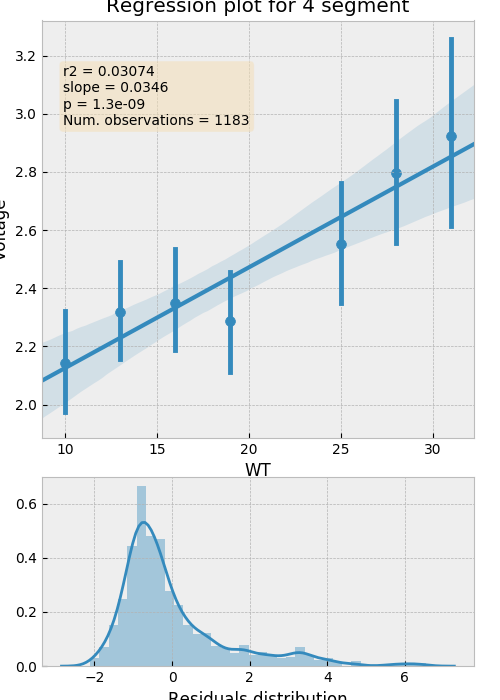 Regression plot for 4 segment
3.2
r2 = 0.03074
slope = 0.0346
p = 1.3e-09
Num. observations = 1183
3.0
2.8
2.6
2.4
2.2
2.0
Voltage
10 15 20 25 30
WT
0.6
0.4
0.2
0.0
−2 0 2 4 6
Residuals distribution